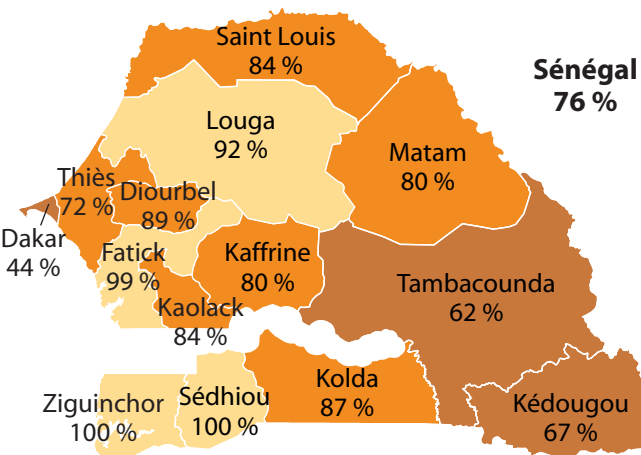 Saint Louis
84 %
Sénégal
76 %
Louga
92 %
Matam
80 %
Thiès
72 %
Diourbel
89 %
Dakar
44 %
Fatick
99 %
Kaffrine
80 %
Tambacounda
62 %
Kaolack
84 %
Ziguinchor
100 %
Sédhiou
100 %
Kolda
87 %
Kédougou
67 %